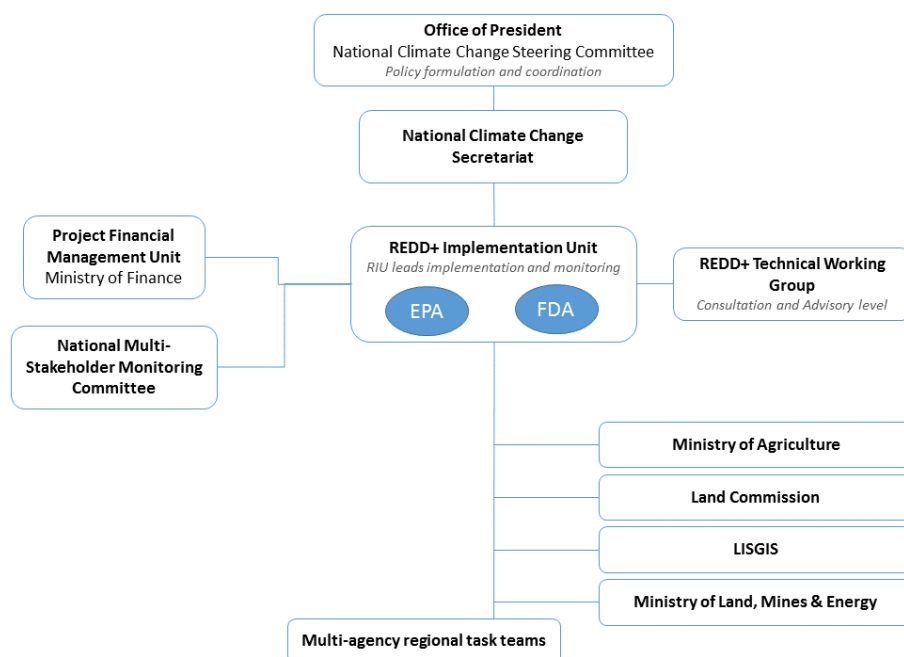 Office of President
National Climate Change Steering Committee
Policy formulation and coordination
National Climate Change
Secretariat
Project Financial
Management Unit
Ministry of Finance
National Multi-
Stakeholder Monitoring
Committee
REDD+ Implementation Unit
RIU leads implementation and monitoring
EPA
FDA
REDD+ Technical Working
Group
Consultation and Advisory level
Ministry of Agriculture
Land Commission
LISGIS
Ministry of Land, Mines & Energy
Multi-agency regional task teams